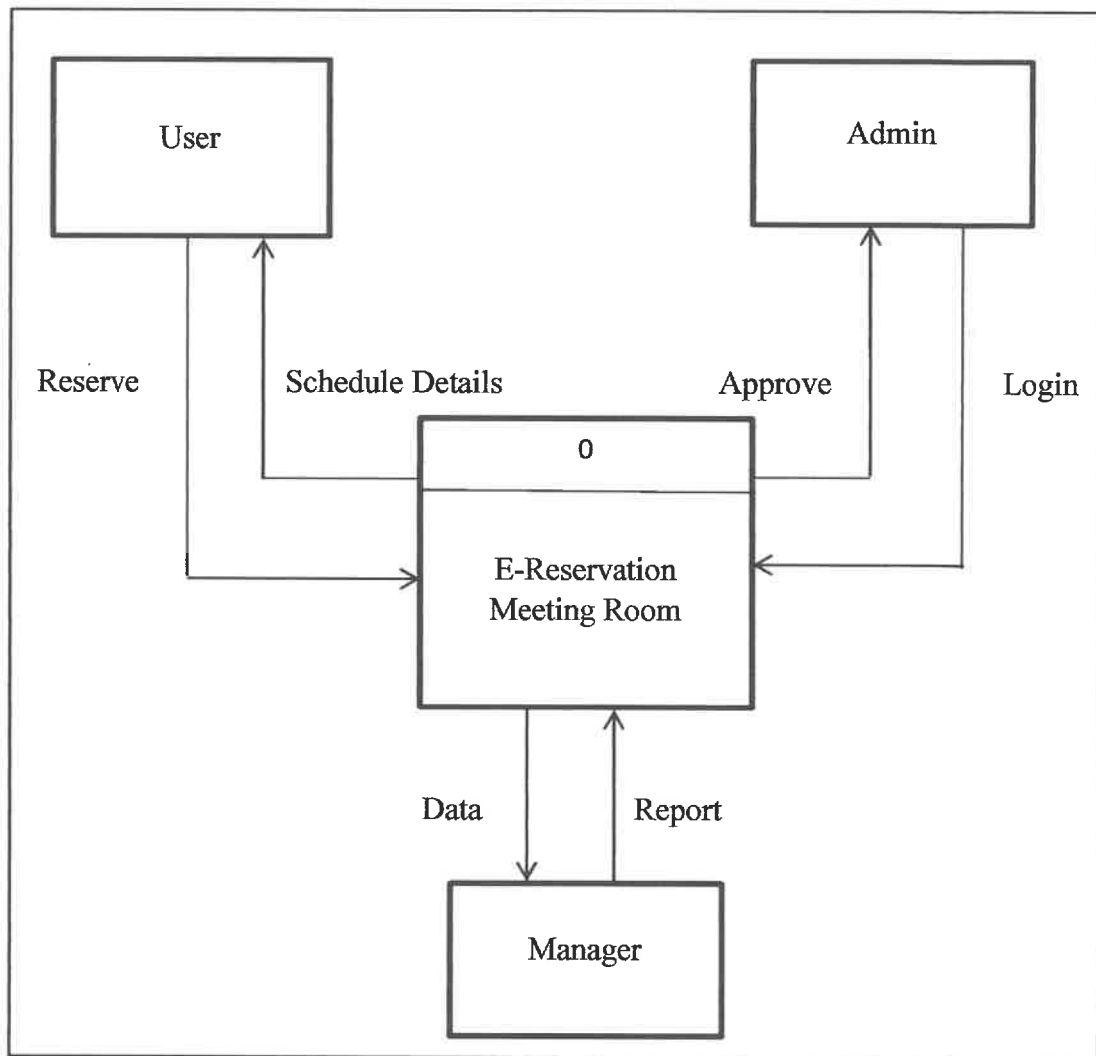 User
Admin
Reserve
Schedule Details
Approve
Login
0
E-Reservation
Meeting Room
Data
Report
Manager